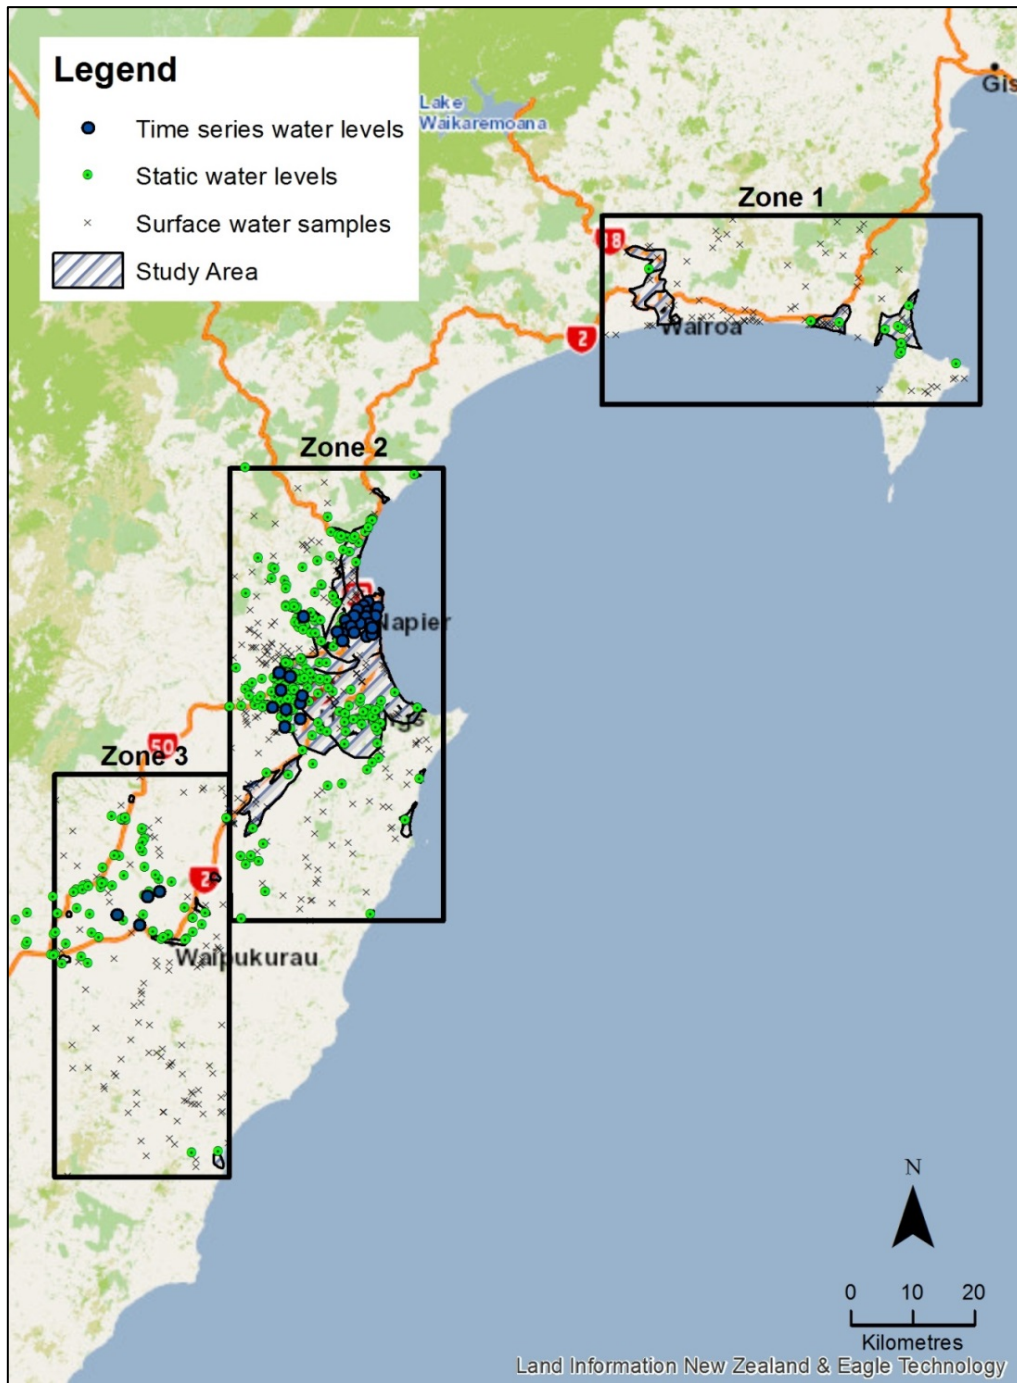 Legend
Time series water levels
Static water levels
Surface water samples
Study Area
Lake
Waikaremoana
Gis
Zone 1
Wairoa
2
Zone 2
Napier
50
Zone 3
2
Waipukurau
N
0 10 20
Kilometres
Land Information New Zealand & Eagle Technology